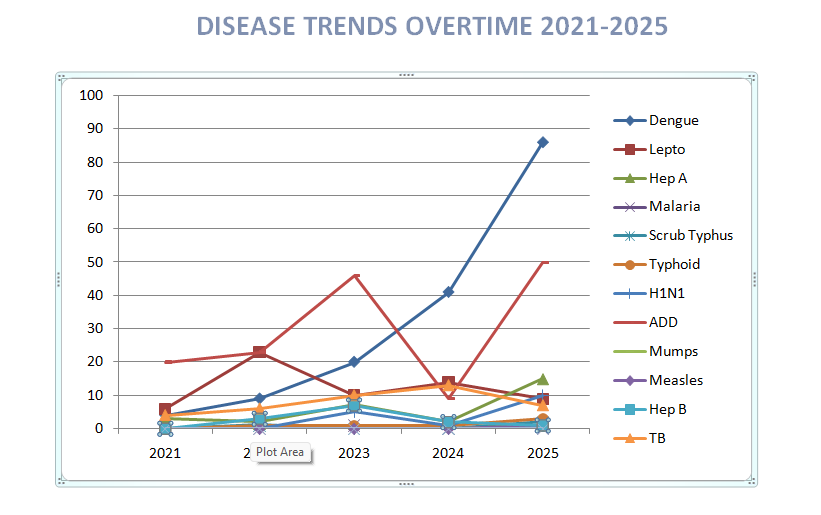 DISEASE TRENDS OVERTIME 2021-2025
100
90
80
70
60
50
40
30
20
10
0
2021
2023
2024
2025
Plot Area
Dengue
Lepto
Hep A
Malaria
Scrub Typhus
Typhoid
H1N1
ADD
Mumps
Measles
Hep B
TB